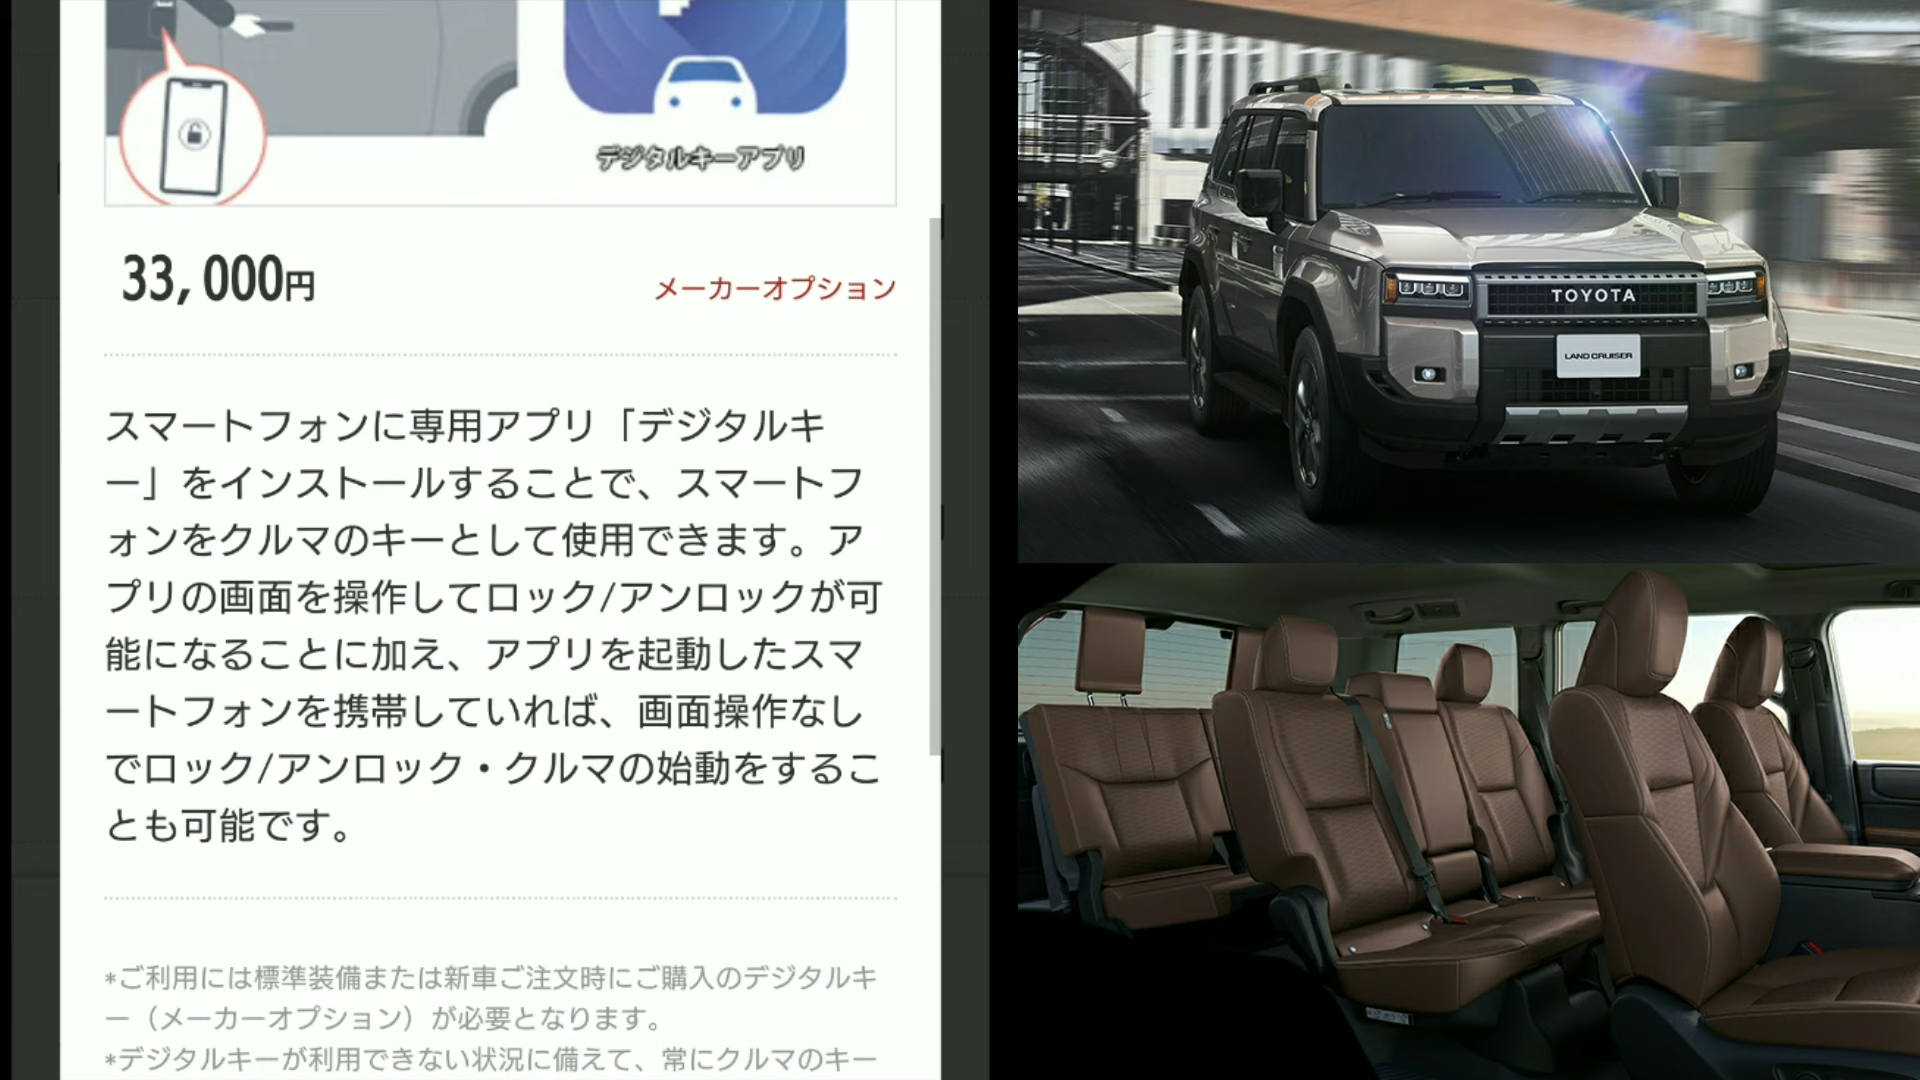 デジタルキーアプリ
33,000円
メーカーオプション
スマートフォンに専用アプリ「デジタルキ
ー」をインストールすることで、スマートフ
ォンをクルマのキーとして使用できます。ア
プリの画面を操作してロック/アンロックが可
能になることに加え、アプリを起動したスマ
ートフォンを携帯していれば、画面操作なし
でロック/アンロック・クルマの始動をするこ
とも可能です。
*ご利用には標準装備または新車ご注文時にご購入のデジタルキ
ー（メーカーオプション）が必要となります。
*デジタルキーが利用できない状況に備えて、常にクルマのキー
TOYOTA
LAND CRUISER